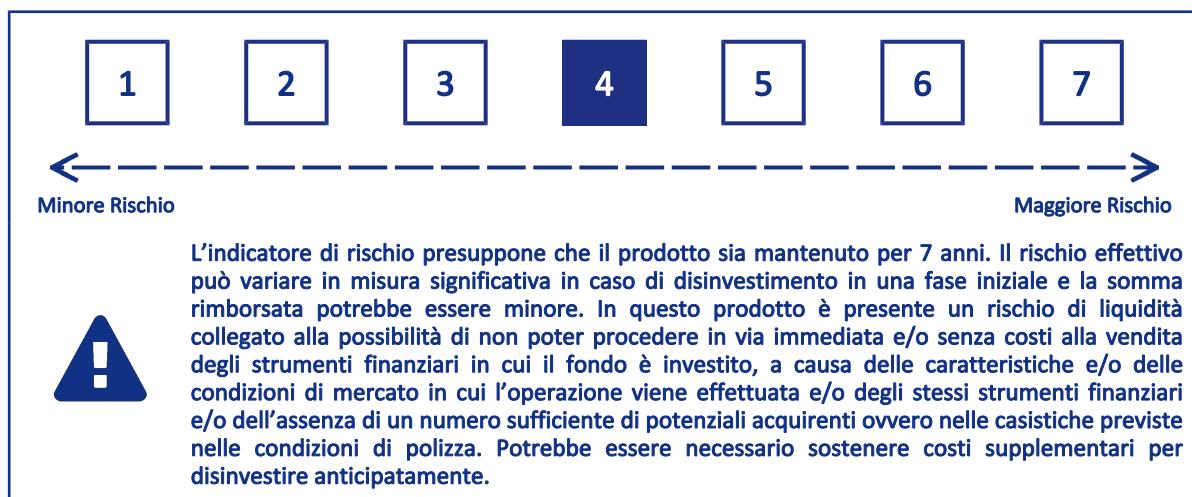 1 2 3 4 5 6 7
Minore Rischio Maggiore Rischio
L'indicatore di rischio presuppone che il prodotto sia mantenuto per 7 anni. Il rischio effettivo
può variare in misura significativa in caso di disinvestimento in una fase iniziale e la somma
rimborsata potrebbe essere minore. In questo prodotto è presente un rischio di liquidità
collegato alla possibilità di non poter procedere in via immediata e/o senza costi alla vendita
degli strumenti finanziari in cui il fondo è investito, a causa delle caratteristiche e/o delle
condizioni di mercato in cui l'operazione viene effettuata e/o degli stessi strumenti finanziari
e/o dell'assenza di un numero sufficiente di potenziali acquirenti ovvero nelle casistiche previste
nelle condizioni di polizza. Potrebbe essere necessario sostenere costi supplementari per
disinvestire anticipatamente.